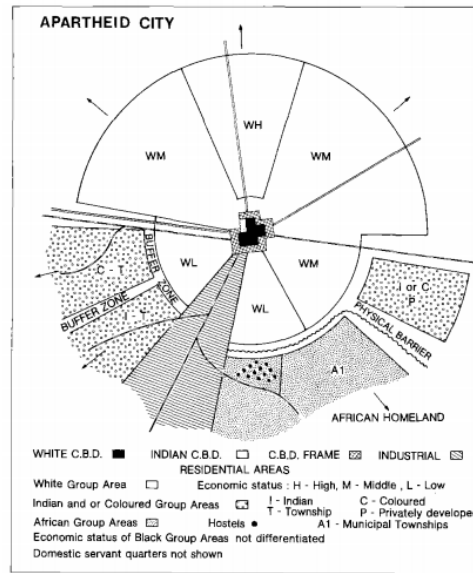 APARTHEID CITY
WH
WM
WM
WL
WM
WL
C - T
BUFFER ZONE
BUFFER ZONE
I
I or C
P
PHYSICAL BARRIER
A1
AFRICAN HOMELAND
WHITE C.B.D. INDIAN C.B.D. C.B.D. FRAME INDUSTRIAL
RESIDENTIAL AREAS
White Group Area Economic status : H - High, M - Middle , L - Low
Indian and or Coloured Group Areas I - Indian C - Coloured
T - Township P - Privately developed
African Group Areas Hostels A1 - Municipal Townships
Economic status of Black Group Areas not differentiated
Domestic servant quarters not shown